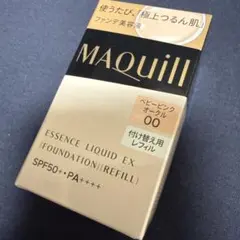 使うたび、「極上つるん肌」
ファンデ美容液
MAQuill
ベビーピンク
オークル
00
付け替え用
レフィル
ESSENCE LIQUID EX
(FOUNDATION)(REFILL)
SPF50+・PA++++